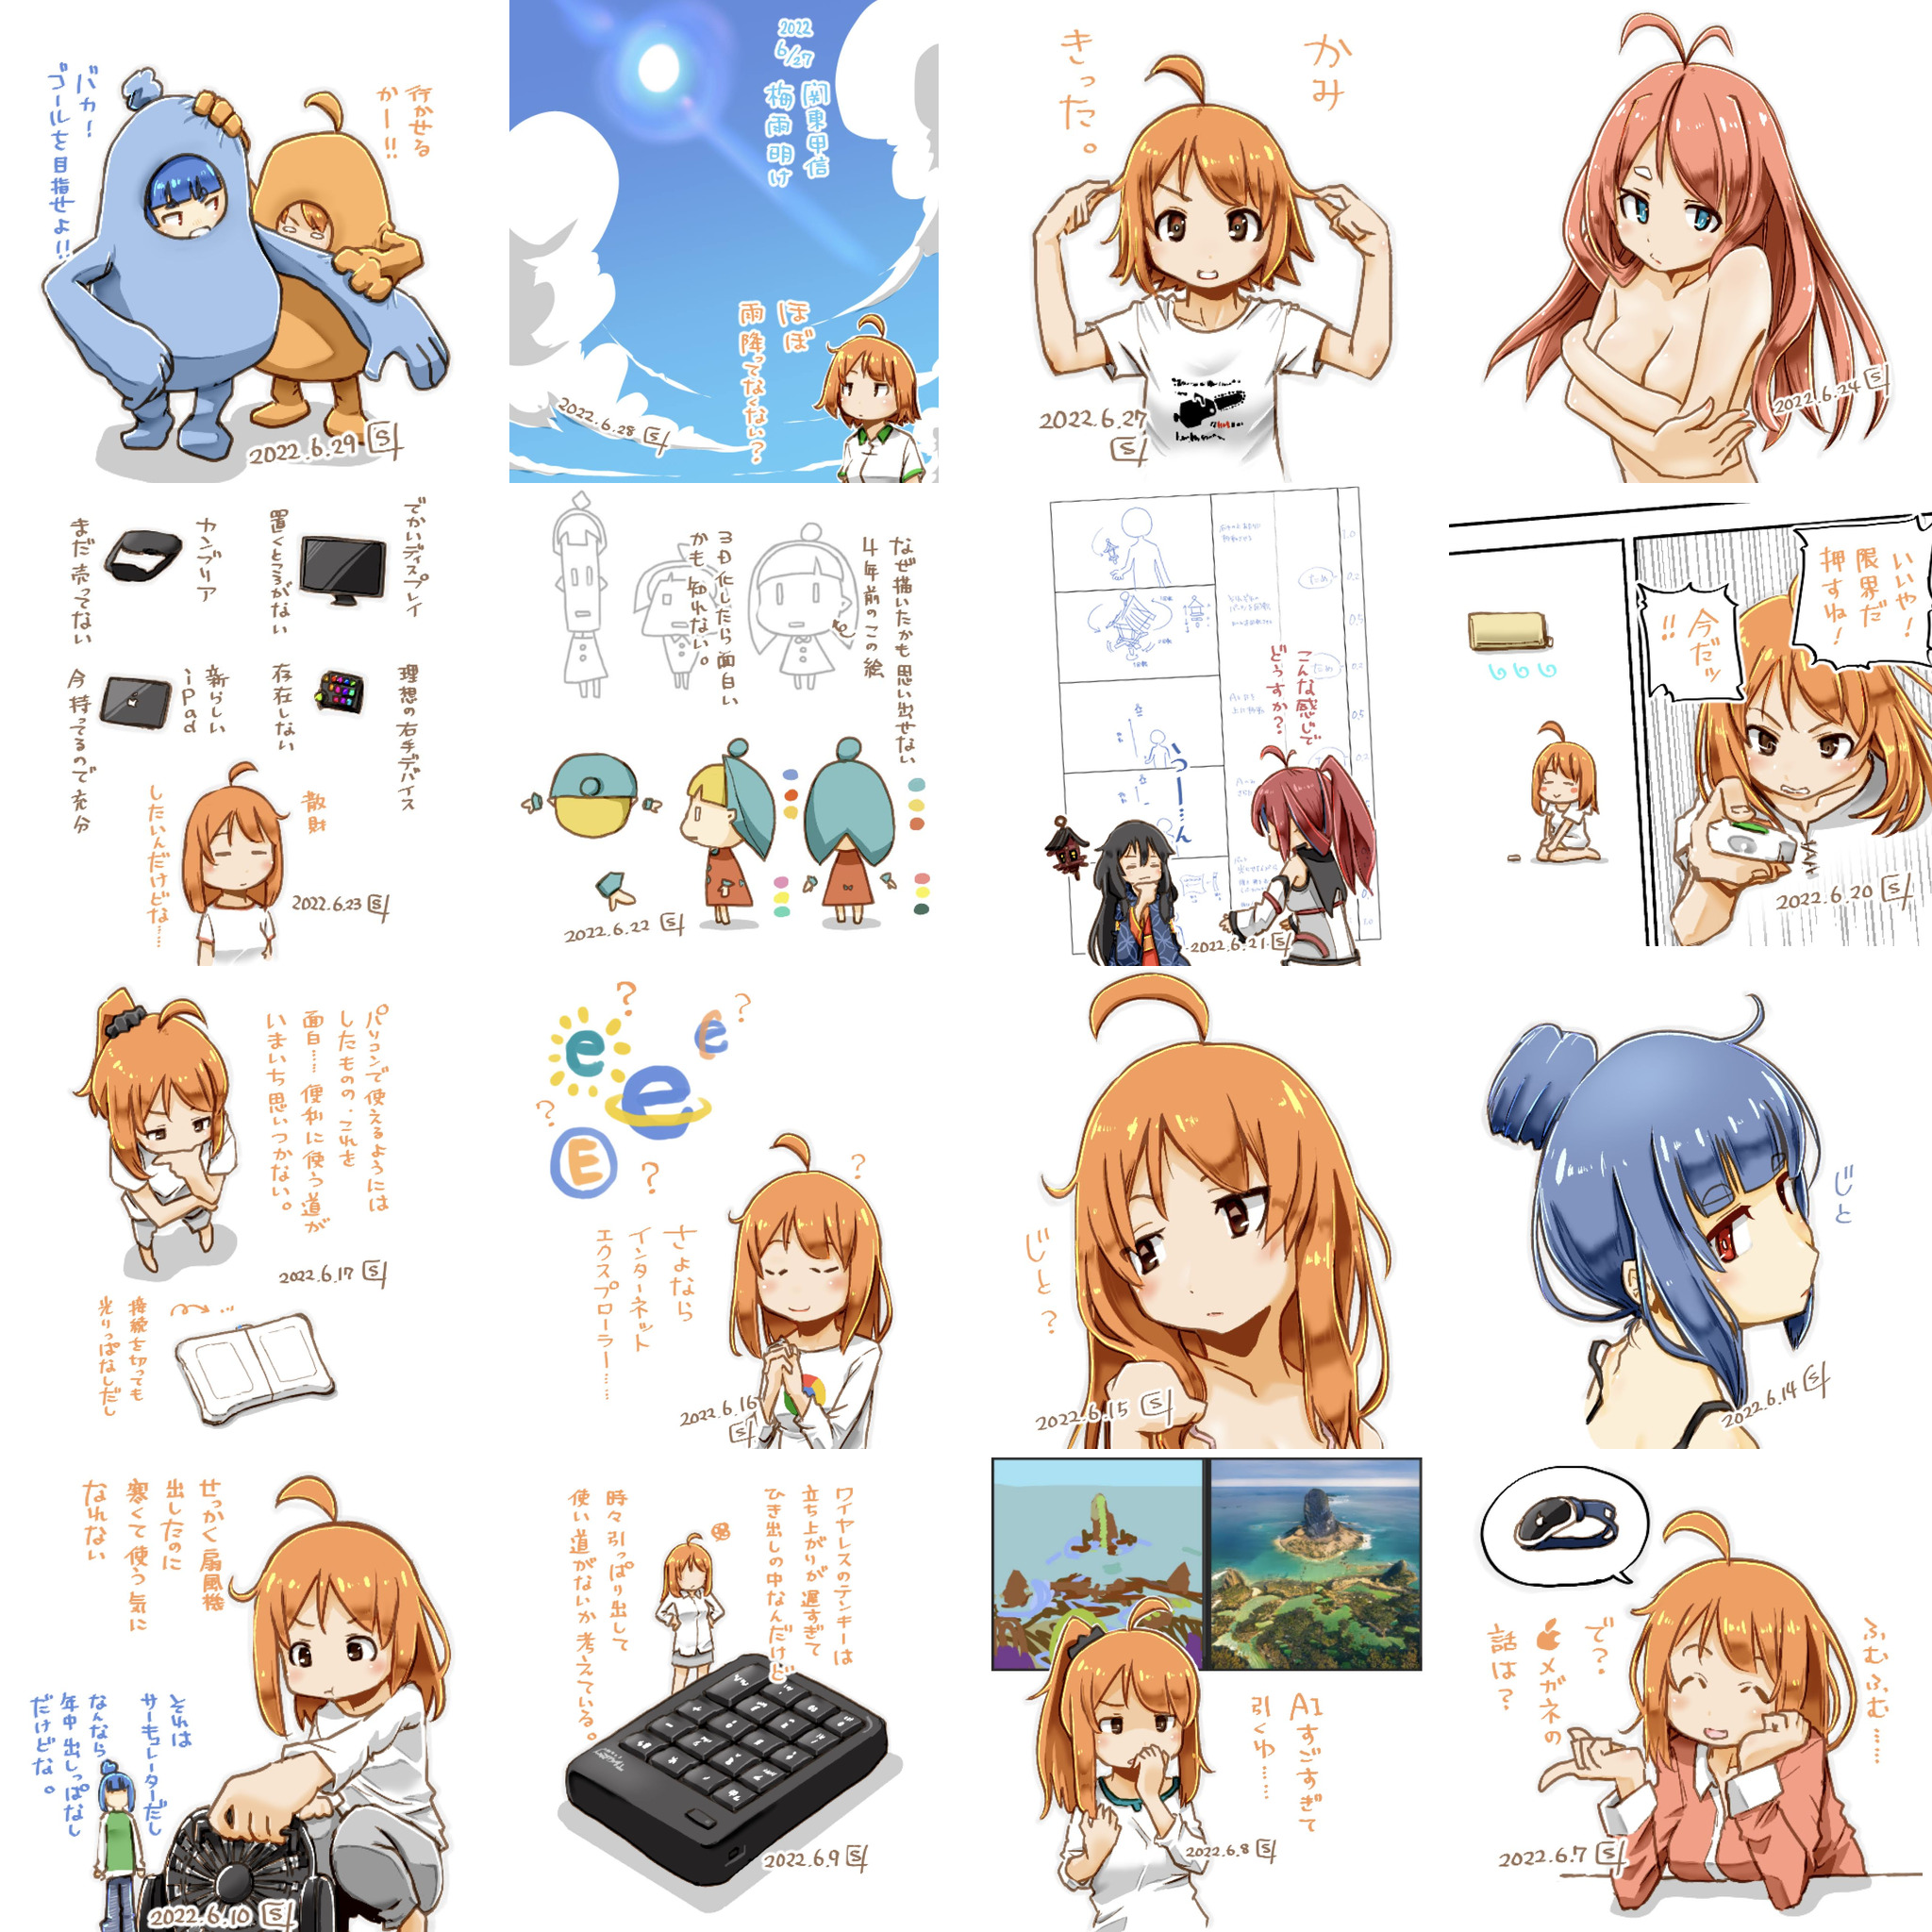 行かせる
かー!!
バカ!
ゴールを目指せよ!!
2022.6.29
2022
6/27
関東甲信
梅雨明け
ほぼ
雨降ってなくない?
2022.6.28
かみ
きった。
2022.6.27
2022.6.24
でかいディスプレイ
置くところがない
カンブリア
まだ売ってない
理想の右手デバイス
存在しない
新らしい
iPad
今持ってるので充分
散財
したいんだけどな……
2022.6.23
なぜ描いたかも思い出せない
4年前のこの絵
3D化したら面白い
かも知れない。
2022.6.22
こんな感じで
どうすか?
うーーん
2022.6.21
いいや!
限界だ
押すね!
今だッ
!!
2022.6.20
パソコンで使えるようには
したものの、これを
面白……便利に使う道が
いまいち思いつかない。
2022.6.17
接続を切っても
光りっぱなしだし
e
e
e
E
さよなら
インターネット
エクスプローラー……
2022.6.16
じと?
2022.6.15
じと
2022.6.14
せっかく扇風機
出したのに
寒くて使う気に
なれない
それは
サーキュレーターだし
なんなら
年中出しっぱなし
だけどな。
2022.6.10
ワイヤレスのテンキーは
立ち上がりが遅すぎて
ひき出しの中なんだけど
時々引っぱり出して
使い道がないか考えている。
2022.6.9
AIすごすぎて
引くわ……
2022.6.8
ふむふむ……
で?
メガネの
話は?
2022.6.7